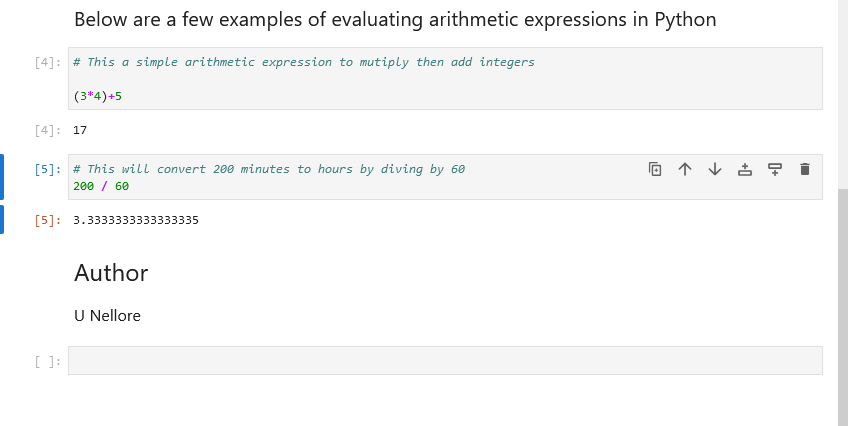 Below are a few examples of evaluating arithmetic expressions in Python
[4]: # This a simple arithmetic expression to mutiply then add integers
(3*4)+5
[4]: 17
[5]: # This will convert 200 minutes to hours by diving by 60
200 / 60
[5]: 3.3333333333333335
Author
U Nellore
[ ]: